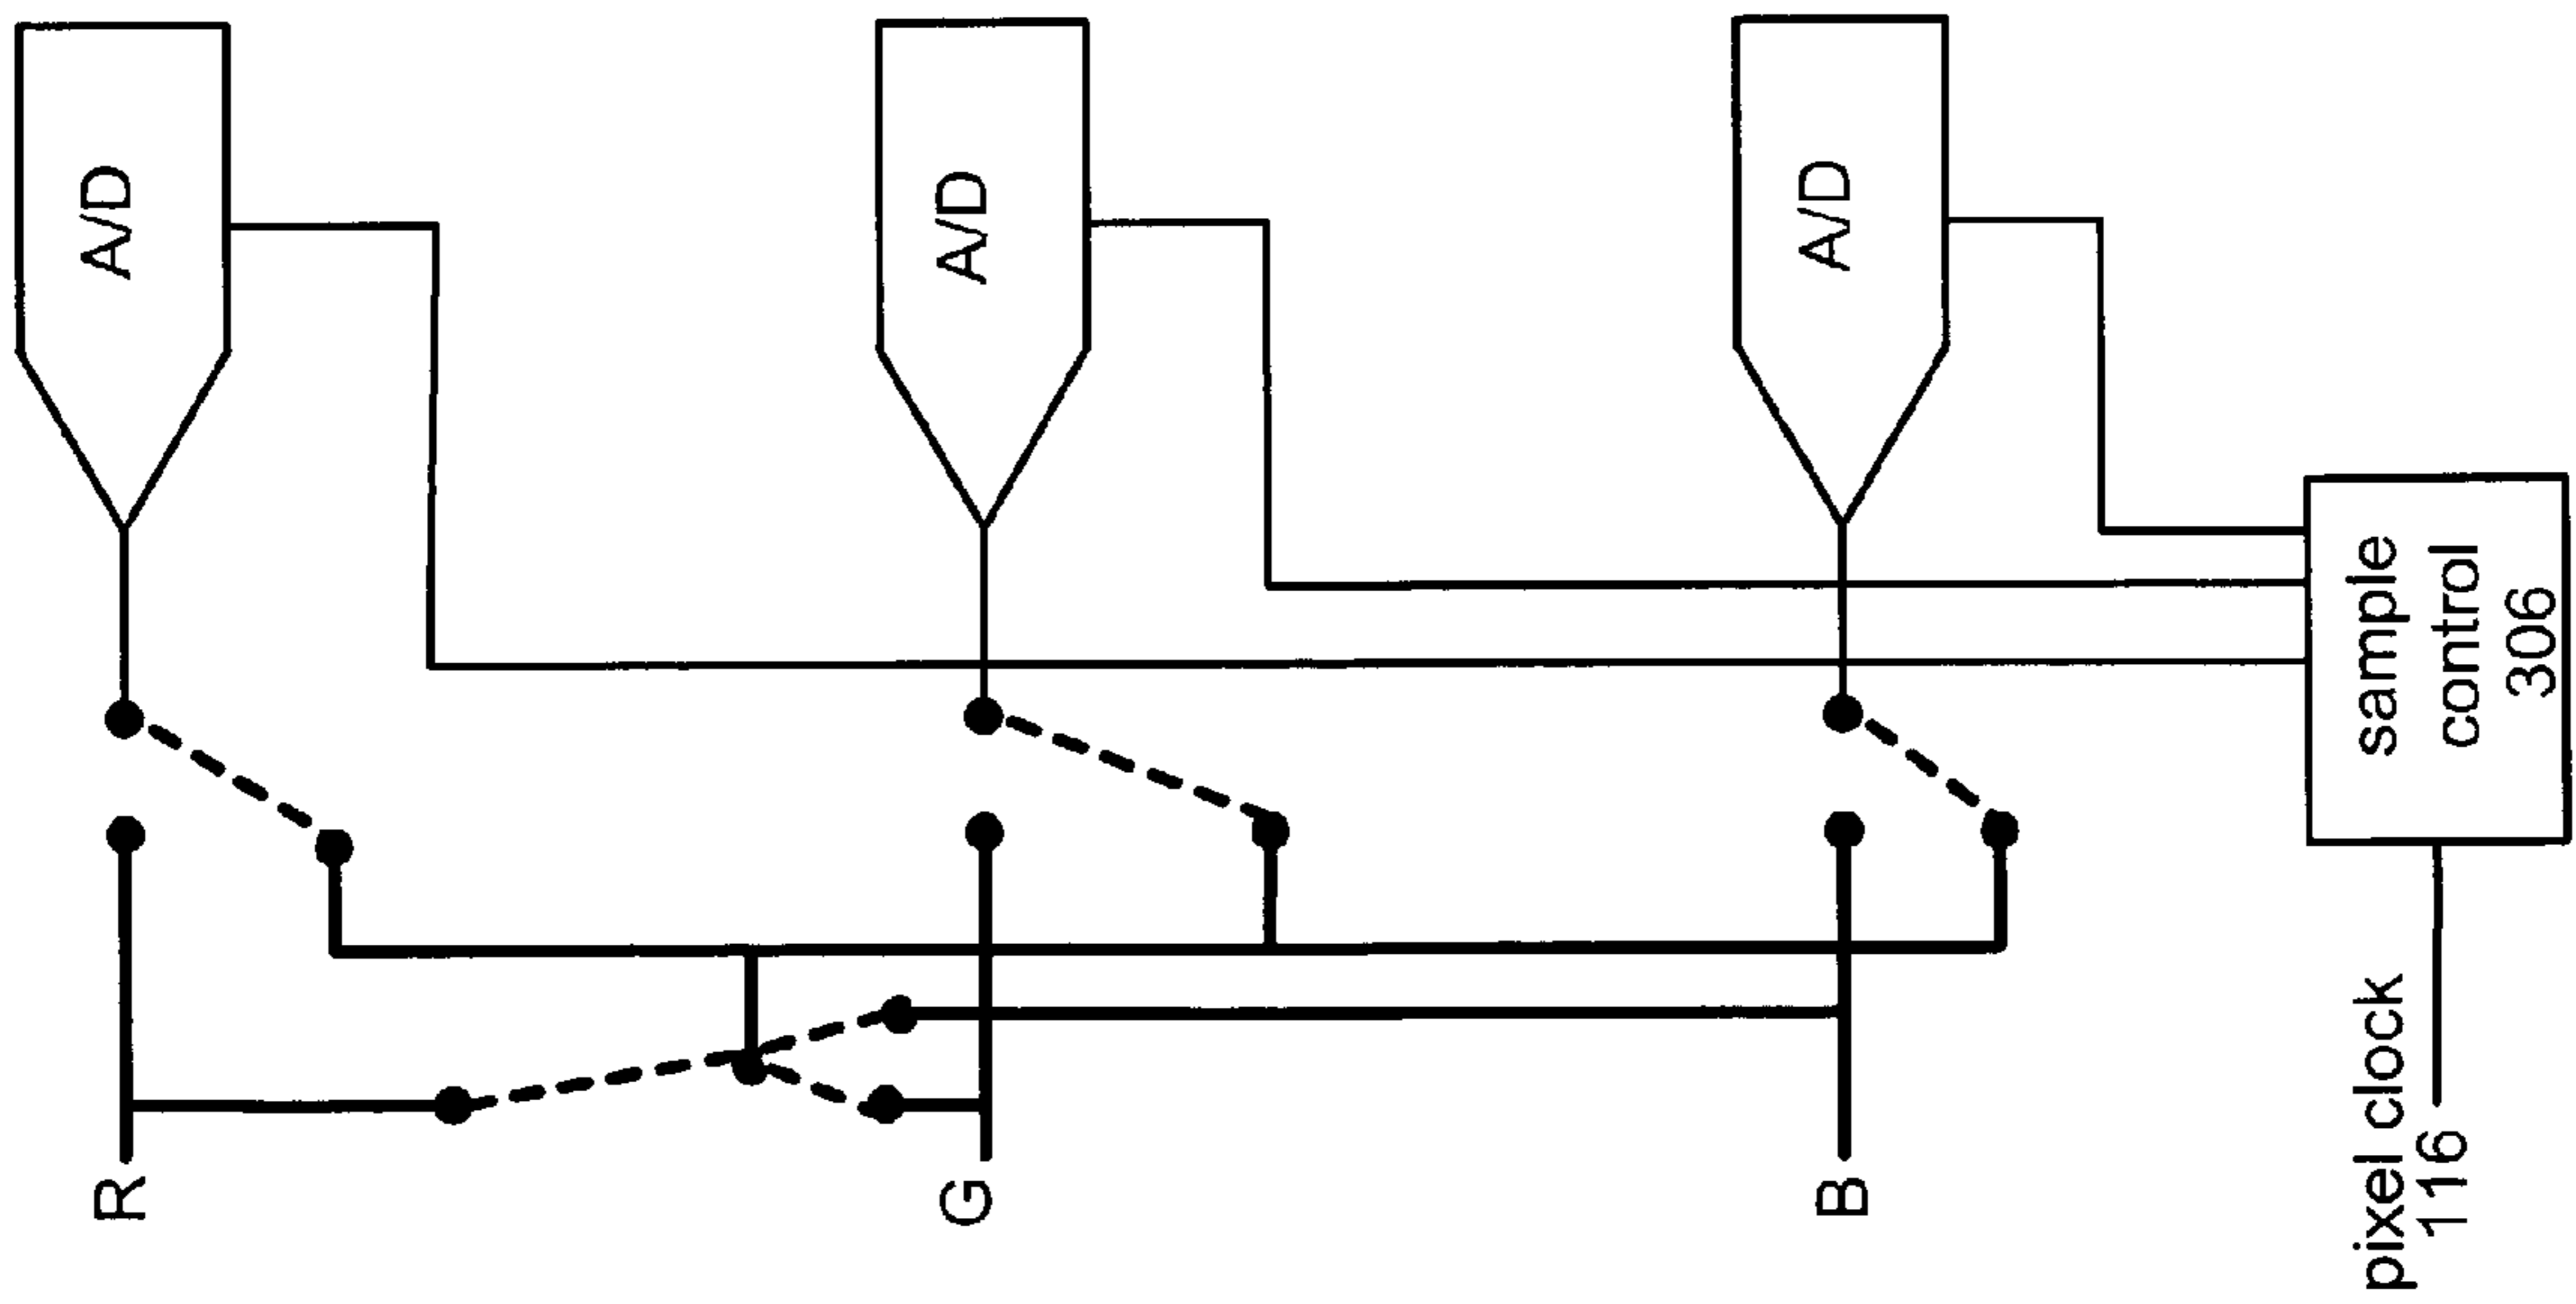 R
A/D
G
A/D
B
A/D
pixel clock
116
sample
control
306